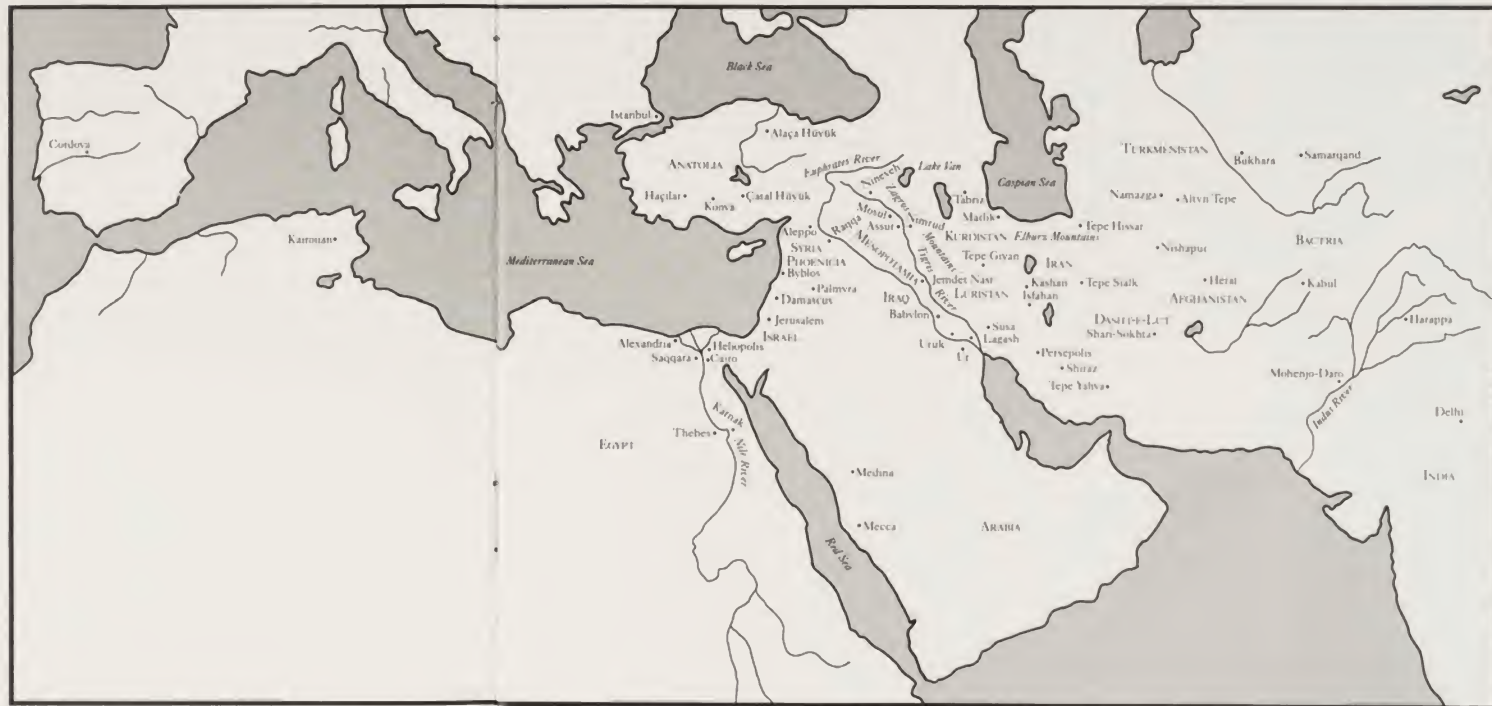 Black Sea
Istanbul
Alaça Hüyük
Cordova
ANATOLIA
Euphrates River
Lake Van
Caspian Sea
TURKMENISTAN
Bukhara
Samarqand
Nineveh
Haçilar
Konya
Çatal Hüyük
Zagros Mountains
Tabriz
Namazga
Altyn Tepe
Kairouan
Aleppo
Raqqa
Mosul
Nimrud
Assur
Marlik
KURDISTAN
Elburz Mountains
Tepe Hissar
Nishapur
BACTRIA
Mediterranean Sea
SYRIA
PHOENICIA
MESOPOTAMIA
Tigris River
Tepe Giyan
IRAN
Byblos
Palmyra
Jemdet Nasr
LURISTAN
Kashan
Isfahan
Tepe Sialk
Herat
AFGHANISTAN
Kabul
Damascus
IRAQ
Babylon
Jerusalem
ISRAEL
Susa
Lagash
DASHT-E-LUT
Shari-Sokhta
Harappa
Alexandria
Heliopolis
Saqqara
Cairo
Uruk
Ur
Persepolis
Shiraz
Tepe Yahya
Mohenjo-Daro
Indus River
Delhi
Karnak
Thebes
Nile River
EGYPT
Medina
INDIA
Mecca
ARABIA
Red Sea